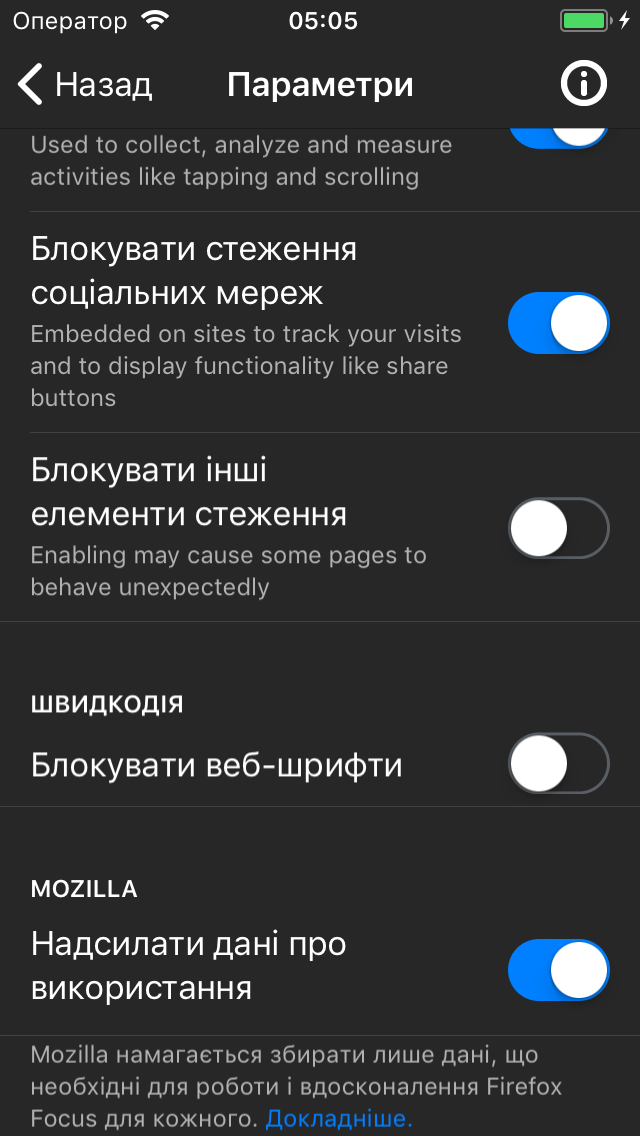 Оператор 05:05
Назад Параметри
Used to collect, analyze and measure
activities like tapping and scrolling
Блокувати стеження
соціальних мереж
Embedded on sites to track your visits
and to display functionality like share
buttons
Блокувати інші
елементи стеження
Enabling may cause some pages to
behave unexpectedly
ШВИДКОДІЯ
Блокувати веб-шрифти
MOZILLA
Надсилати дані про
використання
Mozilla намагається збирати лише дані, що
необхідні для роботи і вдосконалення Firefox
Focus для кожного. Докладніше.